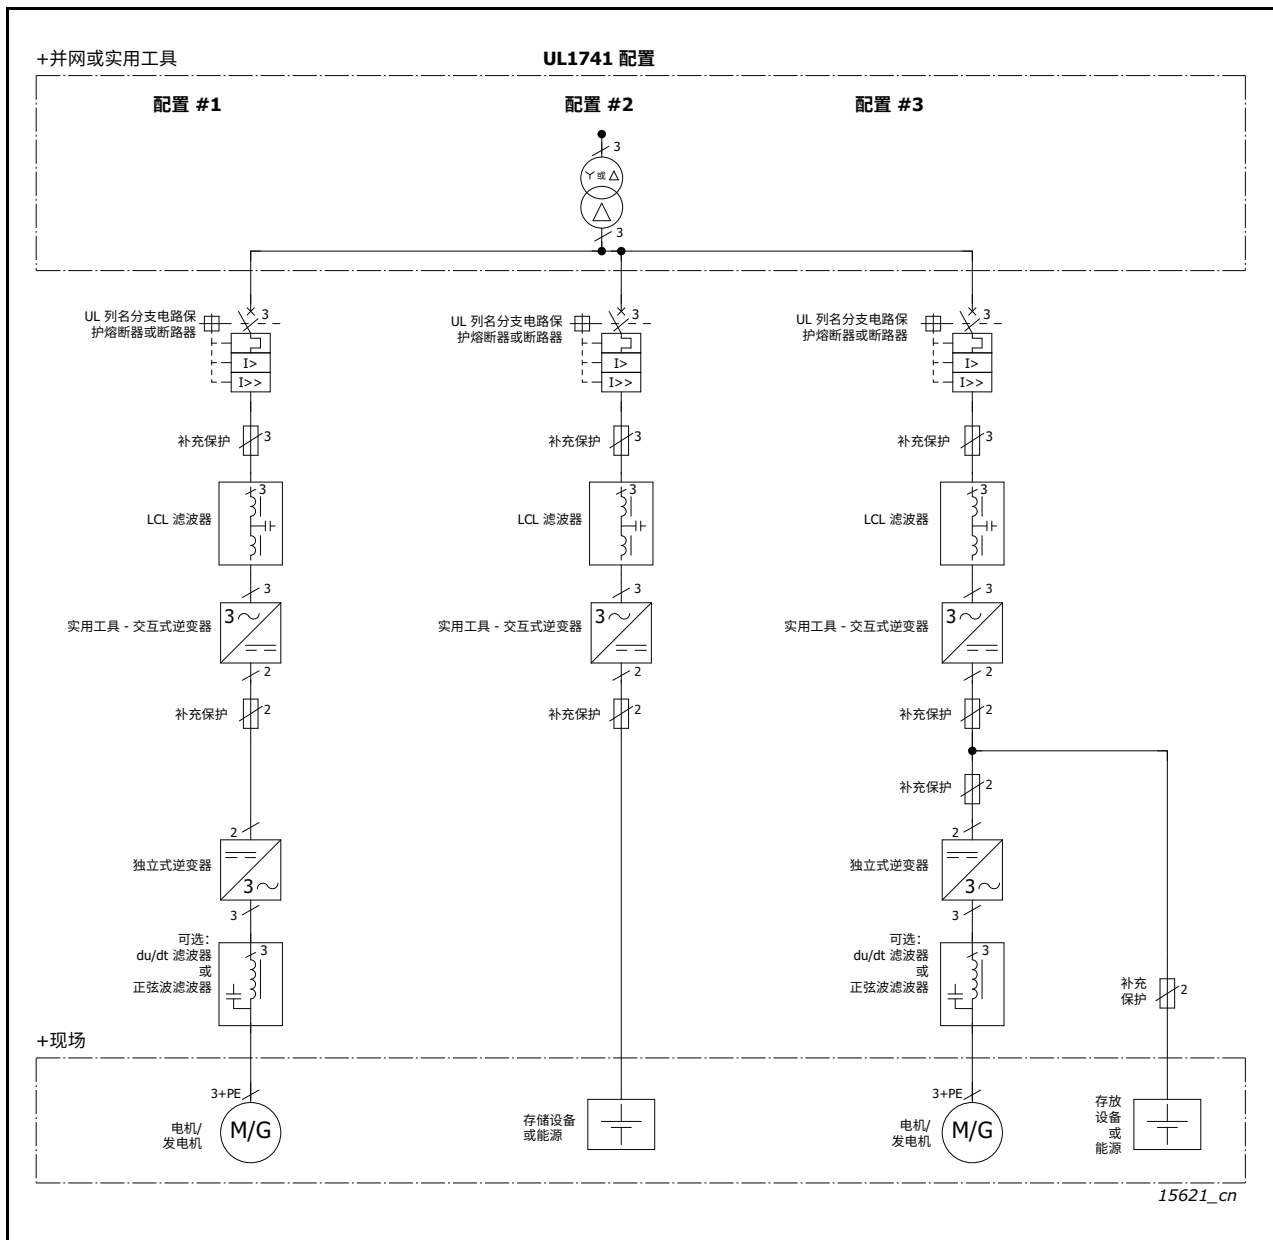 +并网或实用工具
UL1741 配置
配置 #1
配置 #2
配置 #3
3
Y 或 Δ
Δ
3
UL 列名分支电路保
护熔断器或断路器
3
I>
I>>
UL 列名分支电路保
护熔断器或断路器
3
I>
I>>
UL 列名分支电路保
护熔断器或断路器
3
I>
I>>
补充保护
3
补充保护
3
补充保护
3
LCL 滤波器
3
LCL 滤波器
3
LCL 滤波器
3
3
3
3
实用工具 - 交互式逆变器
3
实用工具 - 交互式逆变器
3
实用工具 - 交互式逆变器
3
2
2
2
补充保护
2
补充保护
2
补充保护
2
补充保护
2
2
2
独立式逆变器
3
独立式逆变器
3
3
3
可选：
du/dt 滤波器
或
正弦波滤波器
3
可选：
du/dt 滤波器
或
正弦波滤波器
3
补充
保护
2
+现场
3+PE
电机/
发电机
M/G
存储设备
或能源
3+PE
电机/
发电机
M/G
存放
设备
或
能源
15621_cn